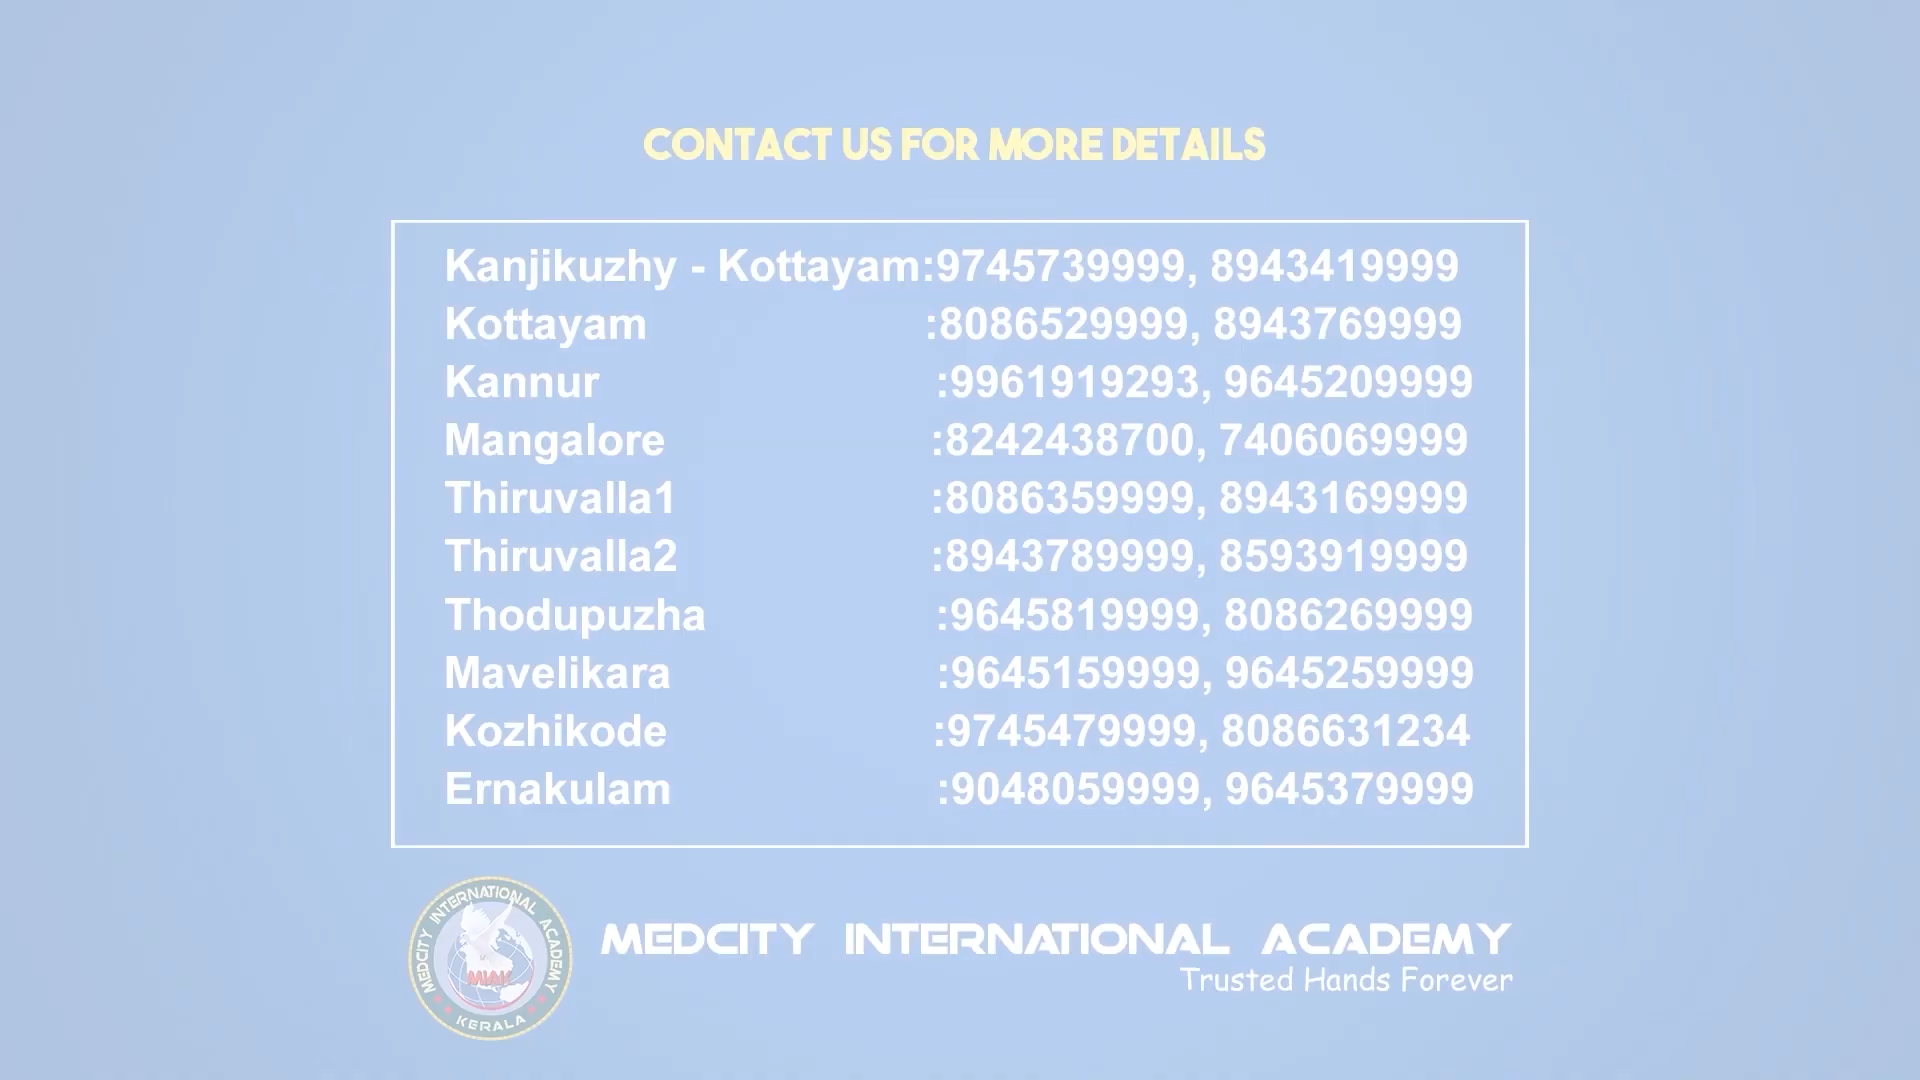 CONTACT US FOR MORE DETAILS
Kanjikuzhy - Kottayam:9745739999, 8943419999
Kottayam :8086529999, 8943769999
Kannur :9961919293, 9645209999
Mangalore :8242438700, 7406069999
Thiruvalla1 :8086359999, 8943169999
Thiruvalla2 :8943789999, 8593919999
Thodupuzha :9645819999, 8086269999
Mavelikara :9645159999, 9645259999
Kozhikode :9745479999, 8086631234
Ernakulam :9048059999, 9645379999
MEDCITY INTERNATIONAL ACADEMY
MIAK
KERALA
MEDCITY INTERNATIONAL ACADEMY
Trusted Hands Forever